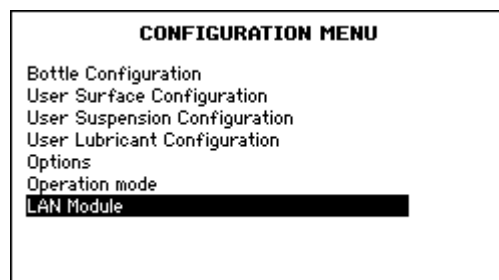 CONFIGURATION MENU
Bottle Configuration
User Surface Configuration
User Suspension Configuration
User Lubricant Configuration
Options
Operation mode
LAN Module